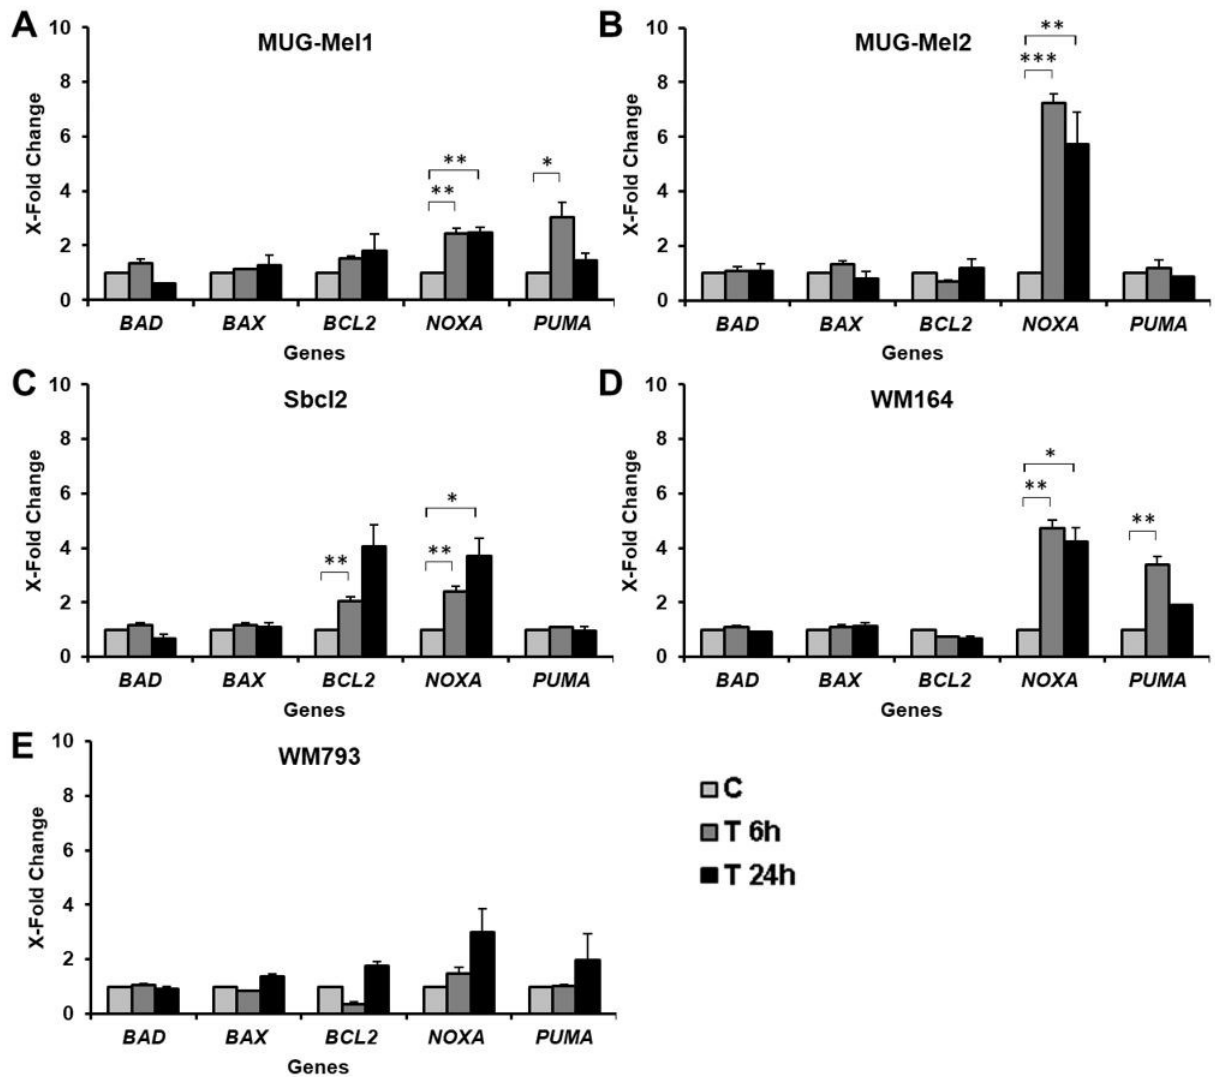 A
MUG-Mel1
X-Fold Change
10
8
6
4
2
0
** ** *
BAD BAX BCL2 NOXA PUMA
Genes
B
MUG-Mel2
X-Fold Change
10
8
6
4
2
0
**
***
BAD BAX BCL2 NOXA PUMA
Genes
C
Sbcl2
X-Fold Change
10
8
6
4
2
0
*
** **
BAD BAX BCL2 NOXA PUMA
Genes
D
WM164
X-Fold Change
10
8
6
4
2
0
*
** **
BAD BAX BCL2 NOXA PUMA
Genes
E
WM793
X-Fold Change
10
8
6
4
2
0
BAD BAX BCL2 NOXA PUMA
Genes
C
T 6h
T 24h